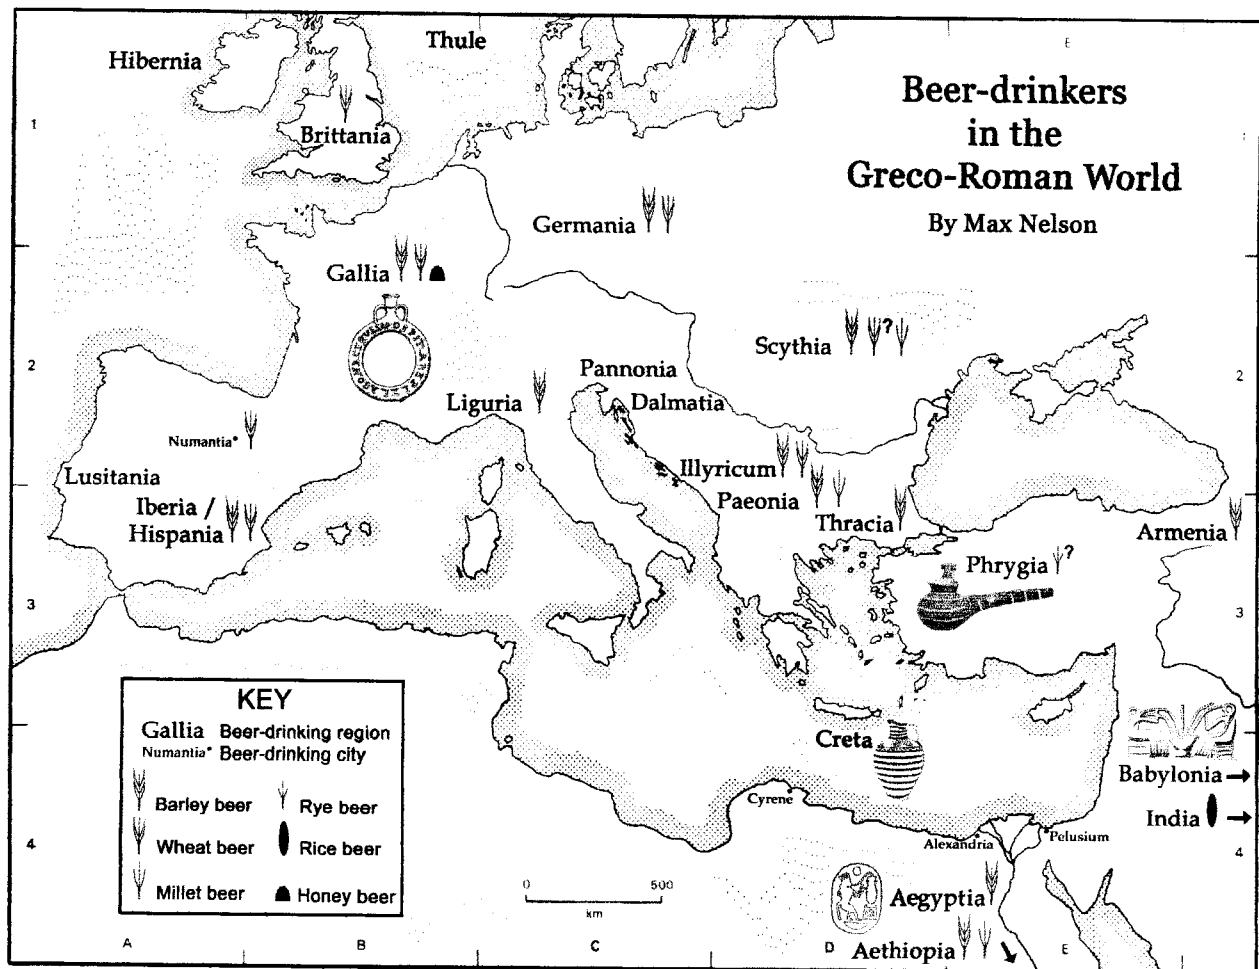 Hibernia
Thule
E
Beer-drinkers
in the
Greco-Roman World
By Max Nelson
1
Brittania
Germania
Gallia
Scythia
?
2
Pannonia
2
Liguria
Dalmatia
Numantia*
Lusitania
Illyricum
Paeonia
Iberia /
Hispania
Thracia
Armenia
Phrygia
?
3
3
KEY
Gallia Beer-drinking region
Numantia* Beer-drinking city
Barley beer
Rye beer
Wheat beer
Rice beer
Millet beer
Honey beer
Creta
Babylonia
India
Cyrene
Alexandria
Pelusium
4
4
0 500
km
Aegyptia
Aethiopia
A
B
C
D
E